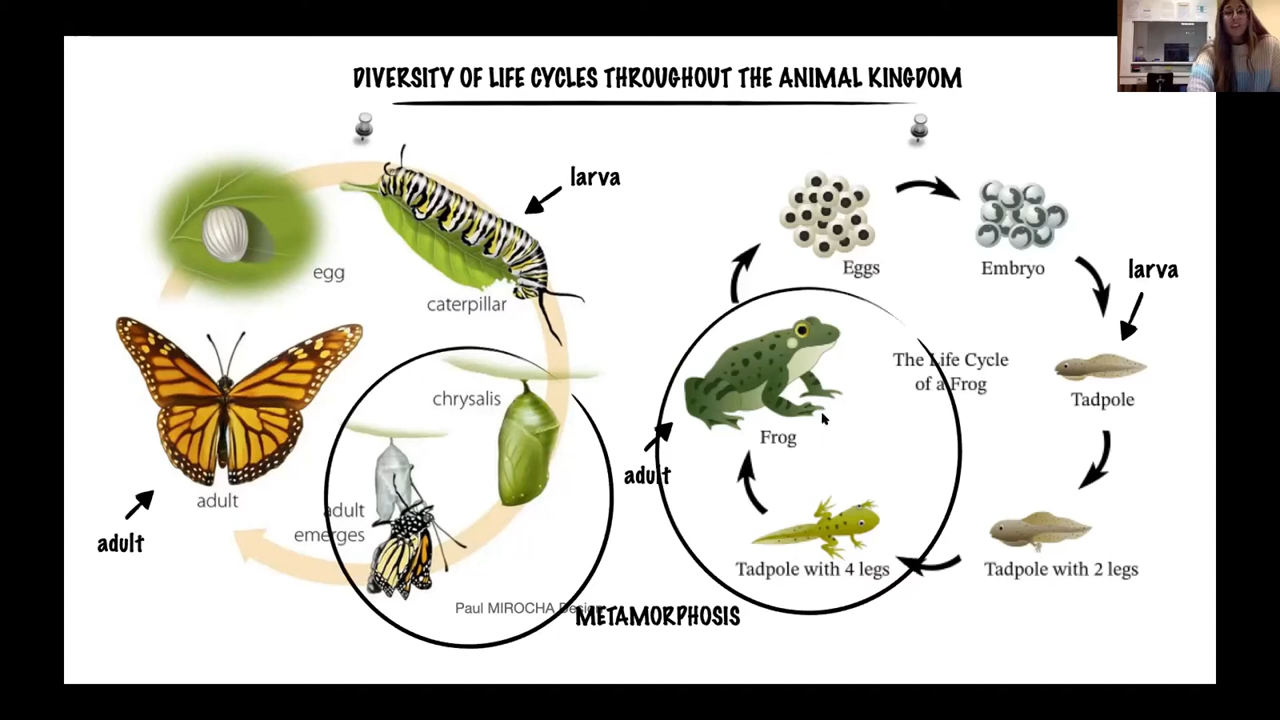 DIVERSITY OF LIFE CYCLES THROUGHOUT THE ANIMAL KINGDOM
larva
egg
caterpillar
chrysalis
adult
emerges
adult
adult
Paul MIROCHA Design
METAMORPHOSIS
Eggs
Embryo
larva
The Life Cycle
of a Frog
Tadpole
Frog
adult
Tadpole with 4 legs
Tadpole with 2 legs